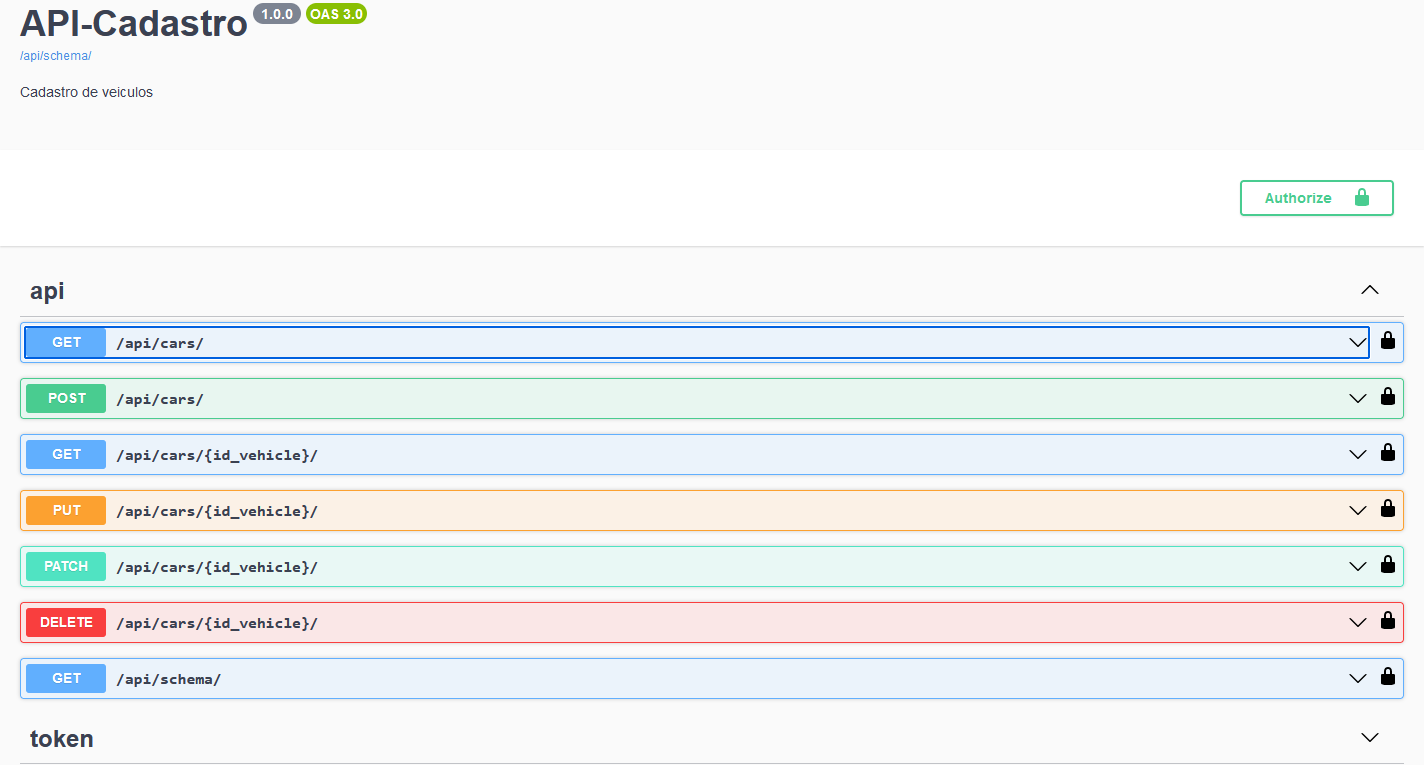 API-Cadastro 1.0.0 OAS 3.0
/api/schema/
Cadastro de veiculos
Authorize
api
GET /api/cars/
POST /api/cars/
GET /api/cars/{id_vehicle}/
PUT /api/cars/{id_vehicle}/
PATCH /api/cars/{id_vehicle}/
DELETE /api/cars/{id_vehicle}/
GET /api/schema/
token